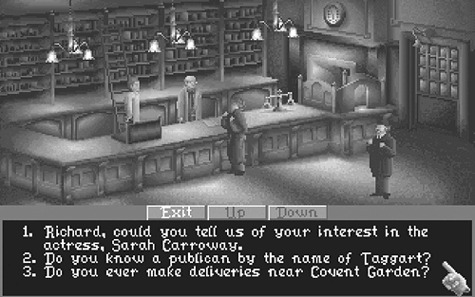 Exit Up Down
1. Richard, could you tell us of your interest in the
actress, Sarah Carroway.
2. Do you know a publican by the name of Taggart?
3. Do you ever make deliveries near Covent Garden?